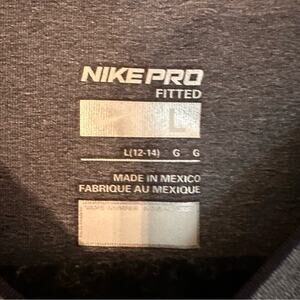 NIKE PRO
FITTED
L
L(12-14) G G
MADE IN MEXICO
FABRIQUE AU MEXIQUE